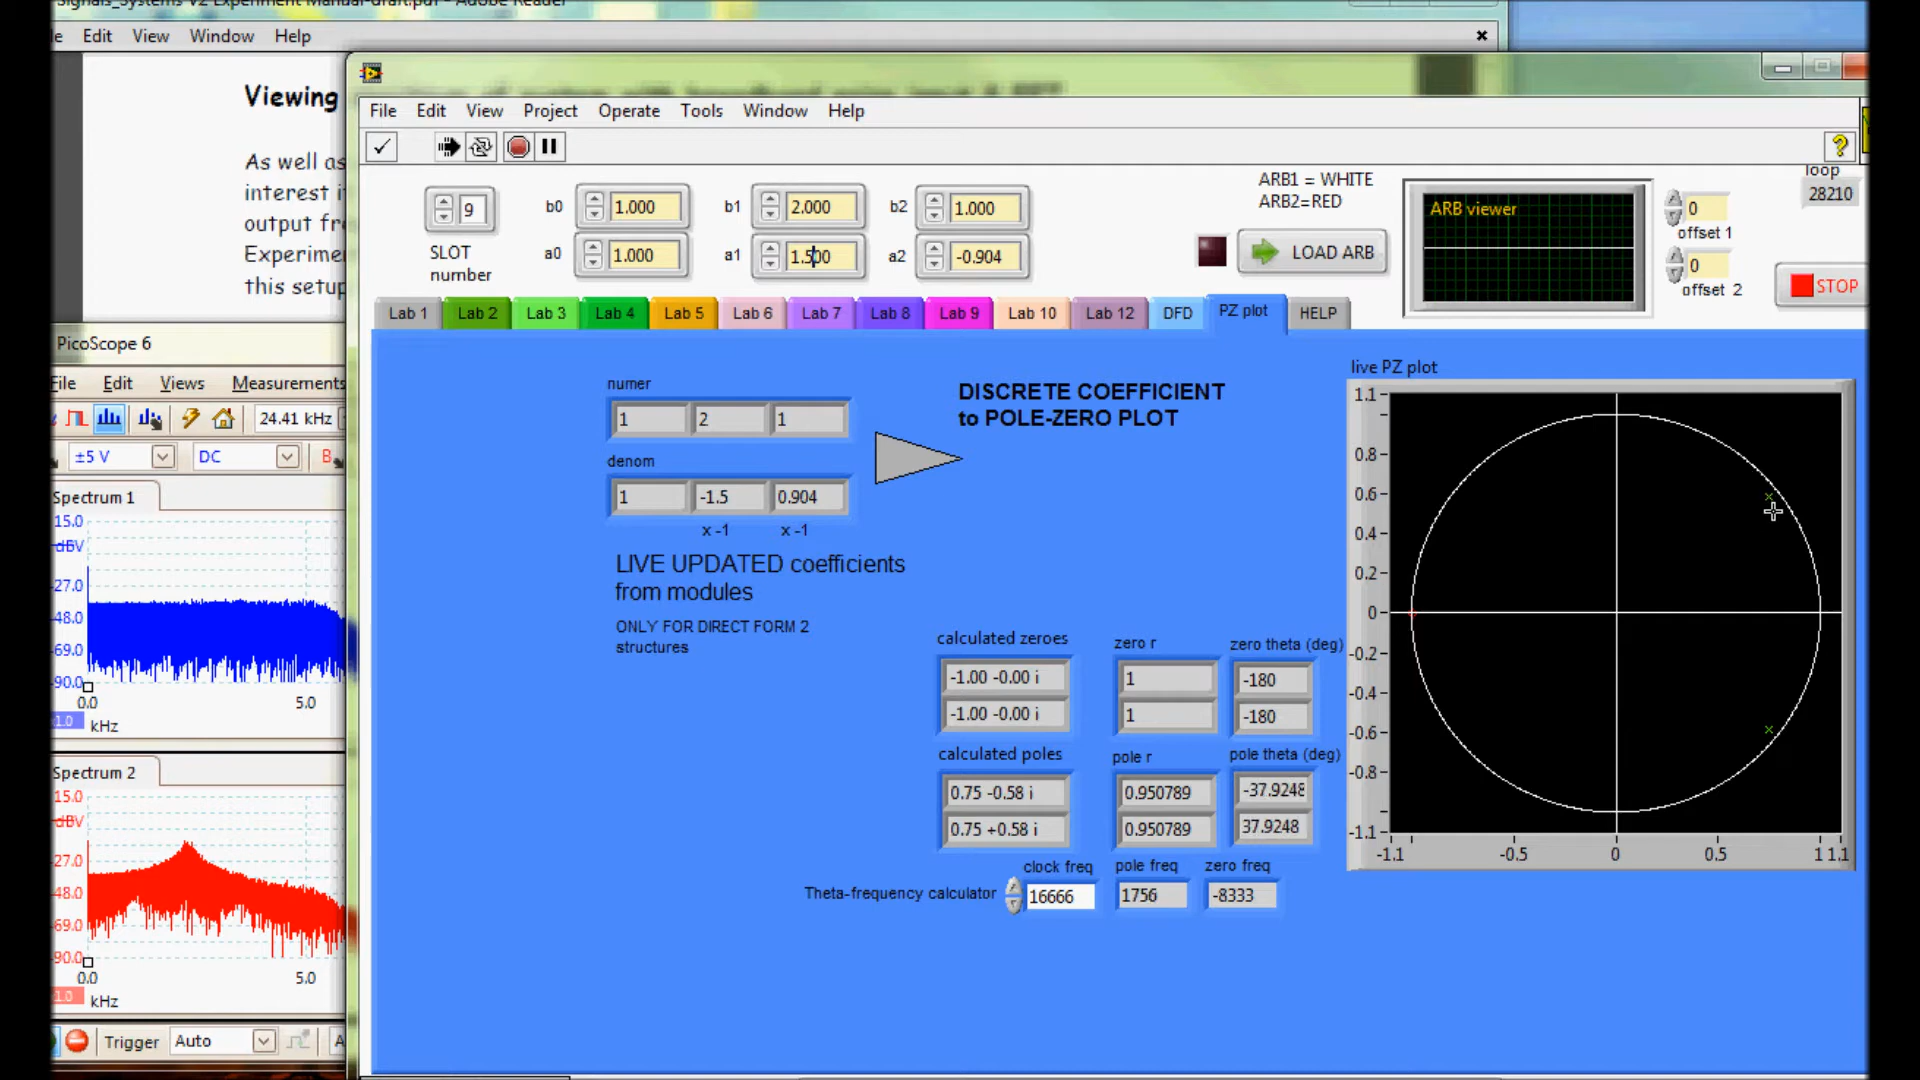 Signals_Systems V2 Experiment Manual-draft.pdf - Adobe Reader
Edit View Window Help
Viewing
As well as
interest i
output fr
Experimen
this setup
File Edit View Project Operate Tools Window Help
9
SLOT
number
b0 1.000 b1 2.000 b2 1.000
a0 1.000 a1 1.500 a2 -0.904
ARB1 = WHITE
ARB2=RED
LOAD ARB
ARB viewer
0
offset 1
0
offset 2
loop
28210
STOP
Lab 1 Lab 2 Lab 3 Lab 4 Lab 5 Lab 6 Lab 7 Lab 8 Lab 9 Lab 10 Lab 12 DFD PZ plot HELP
numer
1 2 1
denom
1 -1.5 0.904
x -1 x -1
LIVE UPDATED coefficients
from modules
ONLY FOR DIRECT FORM 2
structures
DISCRETE COEFFICIENT
to POLE-ZERO PLOT
live PZ plot
1.1
0.8
0.6
0.4
0.2
0
-0.2
-0.4
-0.6
-0.8
-1.1
-1.1 -0.5 0 0.5 1 1.1
calculated zeroes zero r zero theta (deg)
-1.00 -0.00 i 1 -180
-1.00 -0.00 i 1 -180
calculated poles pole r pole theta (deg)
0.75 -0.58 i 0.950789 -37.9248
0.75 +0.58 i 0.950789 37.9248
clock freq pole freq zero freq
Theta-frequency calculator 16666 1756 -8333
PicoScope 6
File Edit Views Measurements
24.41 kHz
±5 V DC B
Spectrum 1
15.0
dBV
-27.0
-48.0
-69.0
-90.0
0.0 5.0
x1.0 kHz
Spectrum 2
15.0
dBV
-27.0
-48.0
-69.0
-90.0
0.0 5.0
1.0 kHz
Trigger Auto A